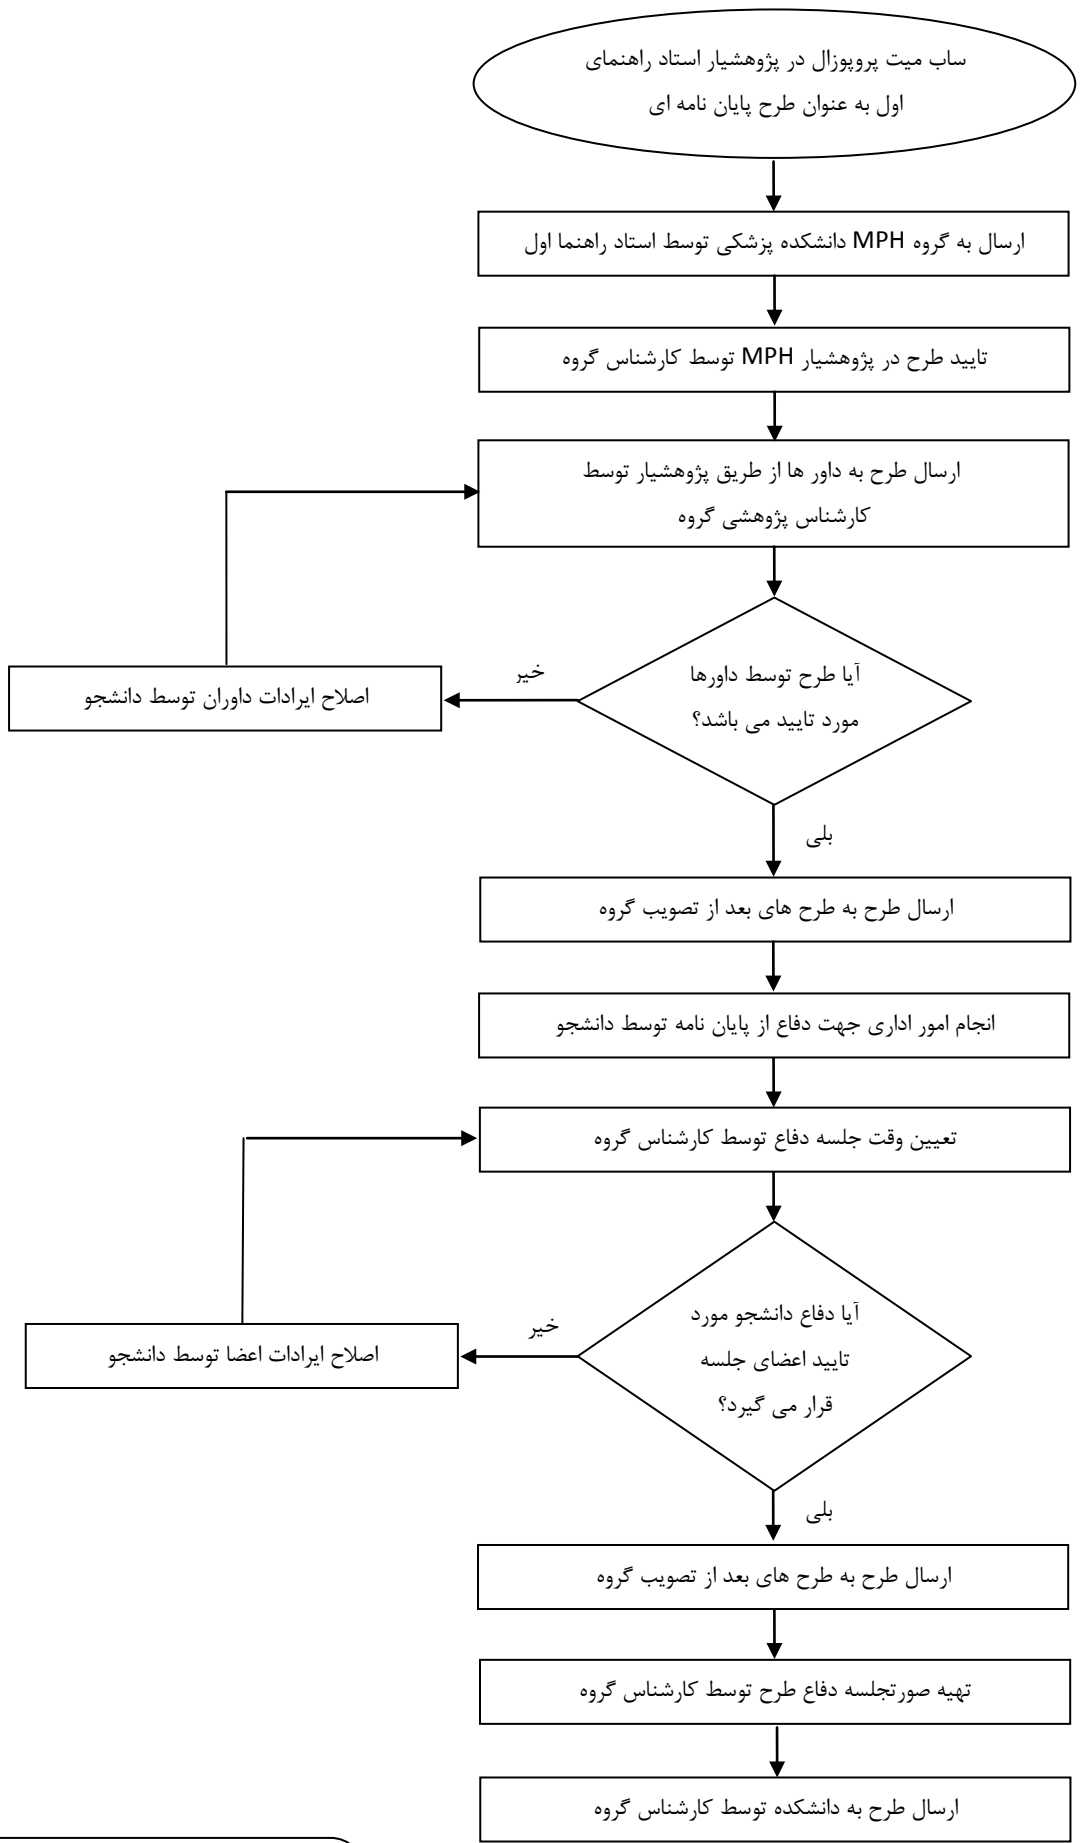 ساب میت پروپوزال در پژوهشیار استاد راهنمای
اول به عنوان طرح پایان نامه ای
ارسال به گروه MPH دانشکده پزشکی توسط استاد راهنما اول
تایید طرح در پژوهشیار MPH توسط کارشناس گروه
ارسال طرح به داور ها از طریق پژوهشیار توسط
کارشناس پژوهشی گروه
آیا طرح توسط داورها
مورد تایید می باشد؟
خیر
اصلاح ایرادات داوران توسط دانشجو
بلی
ارسال طرح به طرح های بعد از تصویب گروه
انجام امور اداری جهت دفاع از پایان نامه توسط دانشجو
تعیین وقت جلسه دفاع توسط کارشناس گروه
آیا دفاع دانشجو مورد
تایید اعضای جلسه
قرار می گیرد؟
خیر
اصلاح ایرادات اعضا توسط دانشجو
بلی
ارسال طرح به طرح های بعد از تصویب گروه
تهیه صورتجلسه دفاع طرح توسط کارشناس گروه
ارسال طرح به دانشکده توسط کارشناس گروه